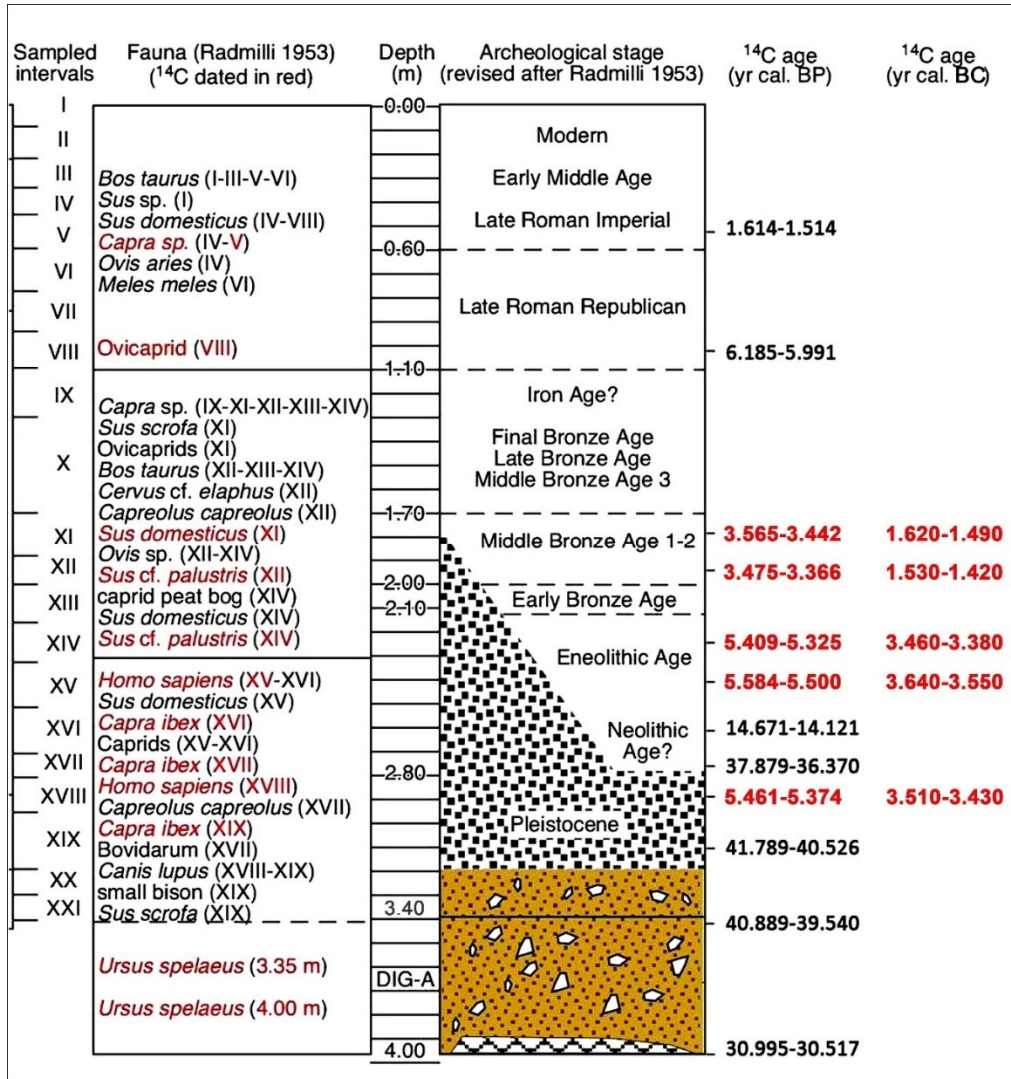 Sampled intervals
Fauna (Radmilli 1953)
(14C dated in red)
Depth (m)
Archeological stage
(revised after Radmilli 1953)
14C age
(yr cal. BP)
14C age
(yr cal. BC)
I
II
III
IV
V
VI
VII
VIII
IX
X
XI
XII
XIII
XIV
XV
XVI
XVII
XVIII
XIX
XX
XXI
Bos taurus (I-III-V-VI)
Sus sp. (I)
Sus domesticus (IV-VIII)
Capra sp. (IV-V)
Ovis aries (IV)
Meles meles (VI)
Ovicaprid (VIII)
Capra sp. (IX-XI-XII-XIII-XIV)
Sus scrofa (XI)
Ovicaprids (XI)
Bos taurus (XII-XIII-XIV)
Cervus cf. elaphus (XII)
Capreolus capreolus (XII)
Sus domesticus (XI)
Ovis sp. (XII-XIV)
Sus cf. palustris (XII)
caprid peat bog (XIV)
Sus domesticus (XIV)
Sus cf. palustris (XIV)
Homo sapiens (XV-XVI)
Sus domesticus (XV)
Capra ibex (XVI)
Caprids (XV-XVI)
Capra ibex (XVII)
Homo sapiens (XVIII)
Capreolus capreolus (XVII)
Capra ibex (XIX)
Bovidarum (XVII)
Canis lupus (XVIII-XIX)
small bison (XIX)
Sus scrofa (XIX)
Ursus spelaeus (3.35 m)
Ursus spelaeus (4.00 m)
0.00
0.60
1.10
1.70
2.00
2.10
2.80
3.40
DIG-A
4.00
Modern
Early Middle Age
Late Roman Imperial
Late Roman Republican
Iron Age?
Final Bronze Age
Late Bronze Age
Middle Bronze Age 3
Middle Bronze Age 1-2
Early Bronze Age
Eneolithic Age
Neolithic
Age?
Pleistocene
1.614-1.514
6.185-5.991
3.565-3.442
3.475-3.366
5.409-5.325
5.584-5.500
14.671-14.121
37.879-36.370
5.461-5.374
41.789-40.526
40.889-39.540
30.995-30.517
1.620-1.490
1.530-1.420
3.460-3.380
3.640-3.550
3.510-3.430